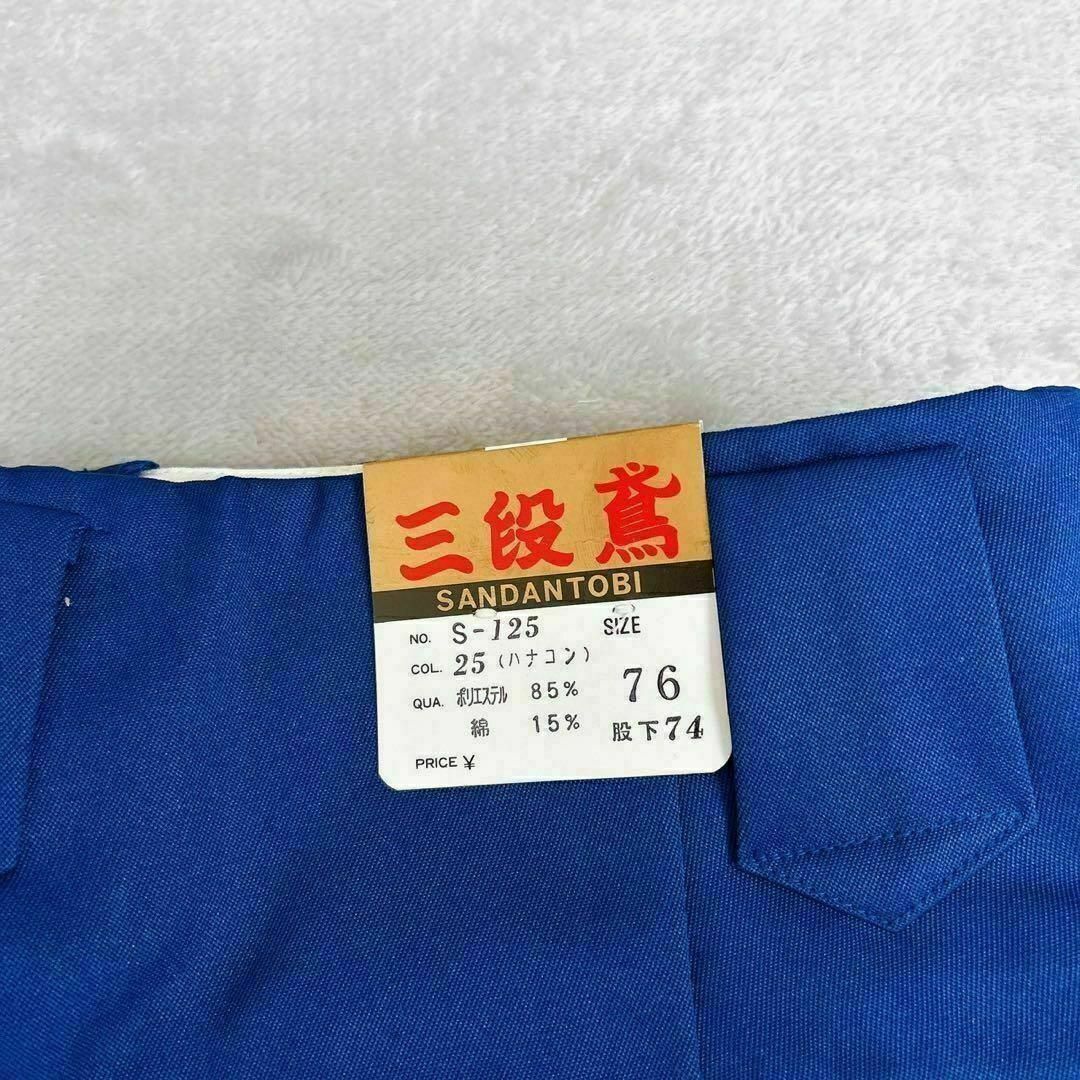 三段鳶
SANDANTOBI
NO. S-125 SIZE
COL. 25 (ハナコン)
QUA. ポリエステル 85% 76
綿 15% 股下74
PRICE ¥